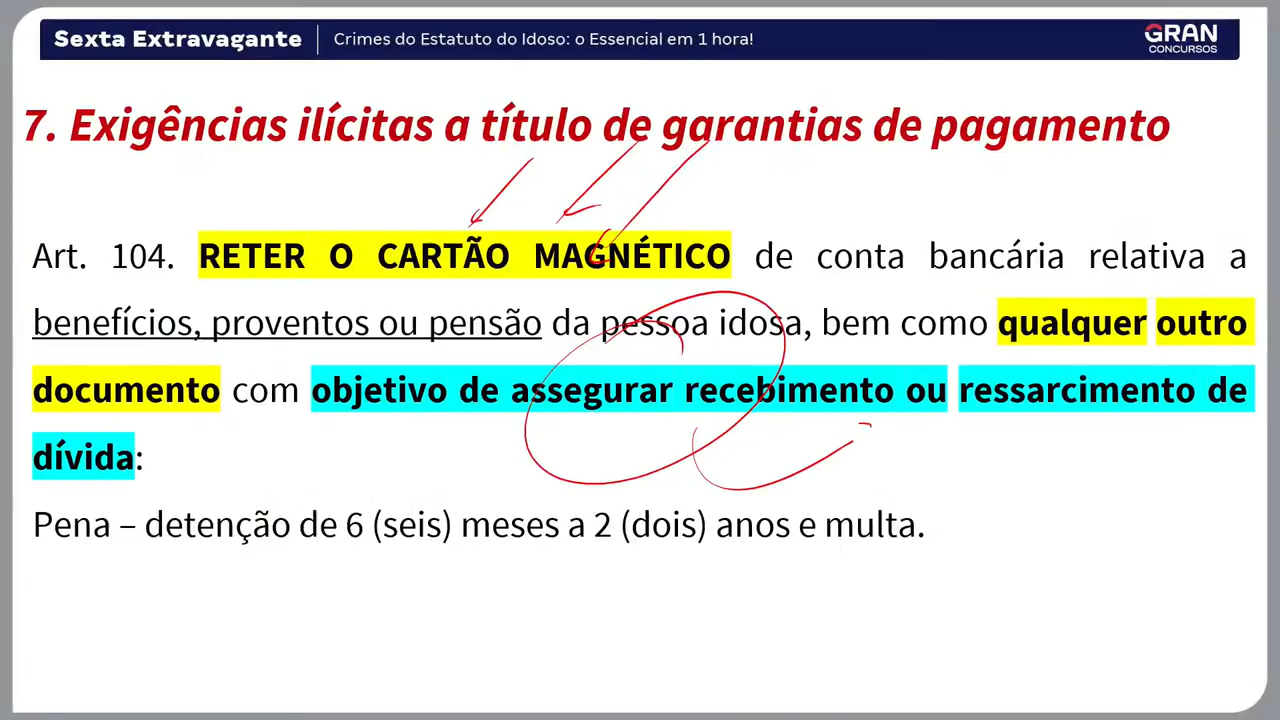 Sexta Extravagante | Crimes do Estatuto do Idoso: o Essencial em 1 hora!
GRAN
CONCURSOS
7. Exigências ilícitas a título de garantias de pagamento
Art. 104. RETER O CARTÃO MAGNÉTICO de conta bancária relativa a
benefícios, proventos ou pensão da pessoa idosa, bem como qualquer outro
documento com objetivo de assegurar recebimento ou ressarcimento de
dívida:
Pena – detenção de 6 (seis) meses a 2 (dois) anos e multa.